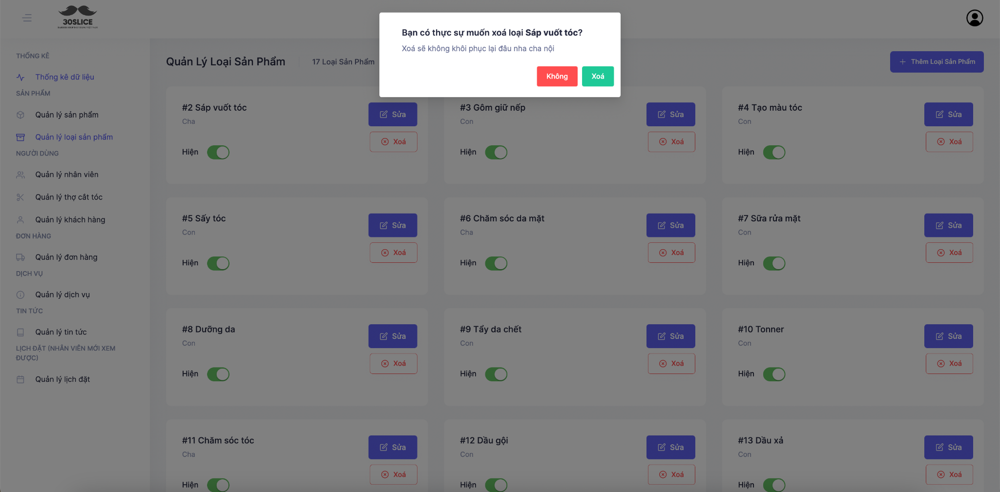 30SLICE
BARBER SHOP ĐẦU HÀNG VIỆT NAM
Bạn có thực sự muốn xoá loại Sáp vuốt tóc?
Xoá sẽ không khôi phục lại đâu nha cha nội
Không
Xoá
THỐNG KÊ
Thống kê dữ liệu
SẢN PHẨM
Quản lý sản phẩm
Quản lý loại sản phẩm
NGƯỜI DÙNG
Quản lý nhân viên
Quản lý thợ cắt tóc
Quản lý khách hàng
ĐƠN HÀNG
Quản lý đơn hàng
DỊCH VỤ
Quản lý dịch vụ
TIN TỨC
Quản lý tin tức
LỊCH ĐẶT (NHÂN VIÊN MỚI XEM
ĐƯỢC)
Quản lý lịch đặt
Quản Lý Loại Sản Phẩm
17 Loại Sản Phẩm
Thêm Loại Sản Phẩm
#2 Sáp vuốt tóc
Cha
Sửa
Xoá
Hiện
#3 Gôm giữ nếp
Con
Sửa
Xoá
Hiện
#4 Tạo màu tóc
Con
Sửa
Xoá
Hiện
#5 Sấy tóc
Con
Sửa
Xoá
Hiện
#6 Chăm sóc da mặt
Cha
Sửa
Xoá
Hiện
#7 Sữa rửa mặt
Con
Sửa
Xoá
Hiện
#8 Dưỡng da
Con
Sửa
Xoá
Hiện
#9 Tẩy da chết
Con
Sửa
Xoá
Hiện
#10 Tonner
Con
Sửa
Xoá
Hiện
#11 Chăm sóc tóc
Cha
Sửa
Xoá
Hiện
#12 Dầu gội
Con
Sửa
Xoá
Hiện
#13 Dầu xả
Con
Sửa
Xoá
Hiện